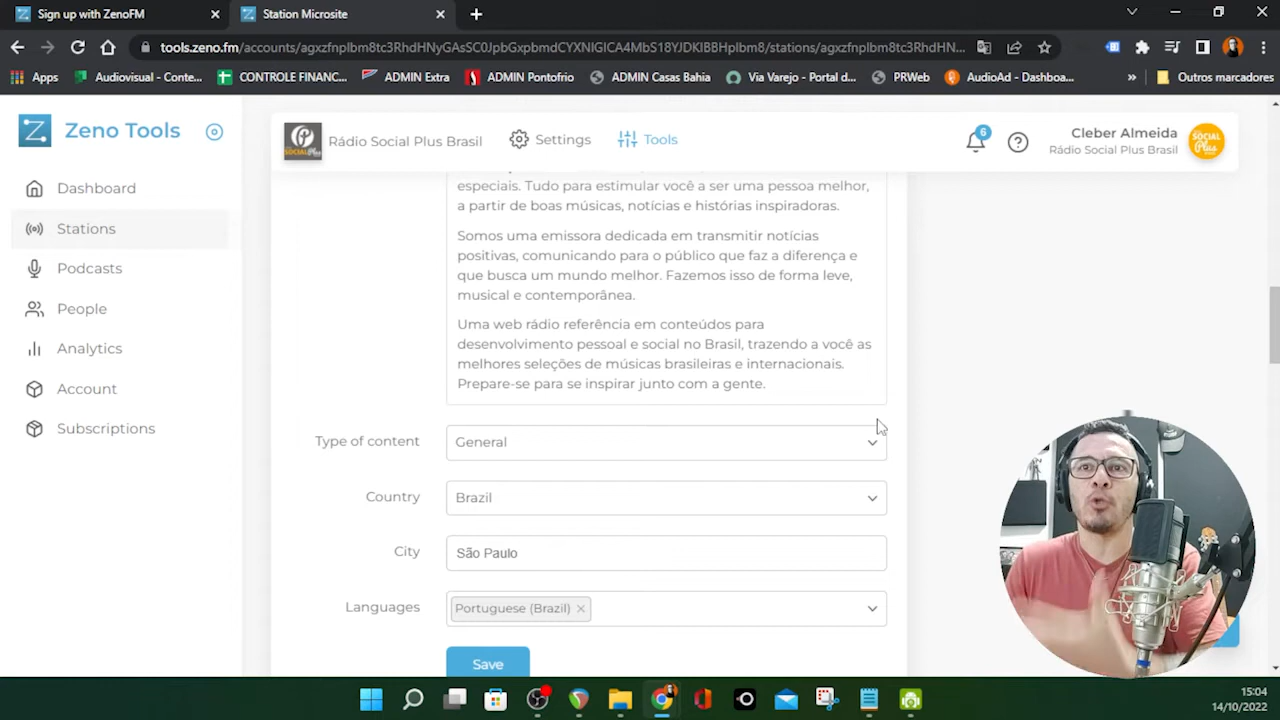 Sign up with ZenoFM
Station Microsite
tools.zeno.fm/accounts/agxzfnplbm8tc3RhdHNyGAsSC0JpbGxpbmdCYXNlGICA4MbS18YJDKIBBHplbm8/stations/agxzfnplbm8tc3RhdHN...
Apps
Audiovisual - Conte...
CONTROLE FINANC...
ADMIN Extra
ADMIN Pontofrio
ADMIN Casas Bahia
Via Varejo - Portal d...
PRWeb
AudioAd - Dashboa...
»
Outros marcadores
Zeno Tools
Rádio Social Plus Brasil
Settings
Tools
6
Cleber Almeida
Rádio Social Plus Brasil
SOCIAL
Plus
Dashboard
Stations
Podcasts
People
Analytics
Account
Subscriptions
especiais. Tudo para estimular você a ser uma pessoa melhor,
a partir de boas músicas, notícias e histórias inspiradoras.
Somos uma emissora dedicada em transmitir notícias
positivas, comunicando para o público que faz a diferença e
que busca um mundo melhor. Fazemos isso de forma leve,
musical e contemporânea.
Uma web rádio referência em conteúdos para
desenvolvimento pessoal e social no Brasil, trazendo a você as
melhores seleções de músicas brasileiras e internacionais.
Prepare-se para se inspirar junto com a gente.
Type of content
General
Country
Brazil
City
São Paulo
Languages
Portuguese (Brazil)
Save
15:04
14/10/2022